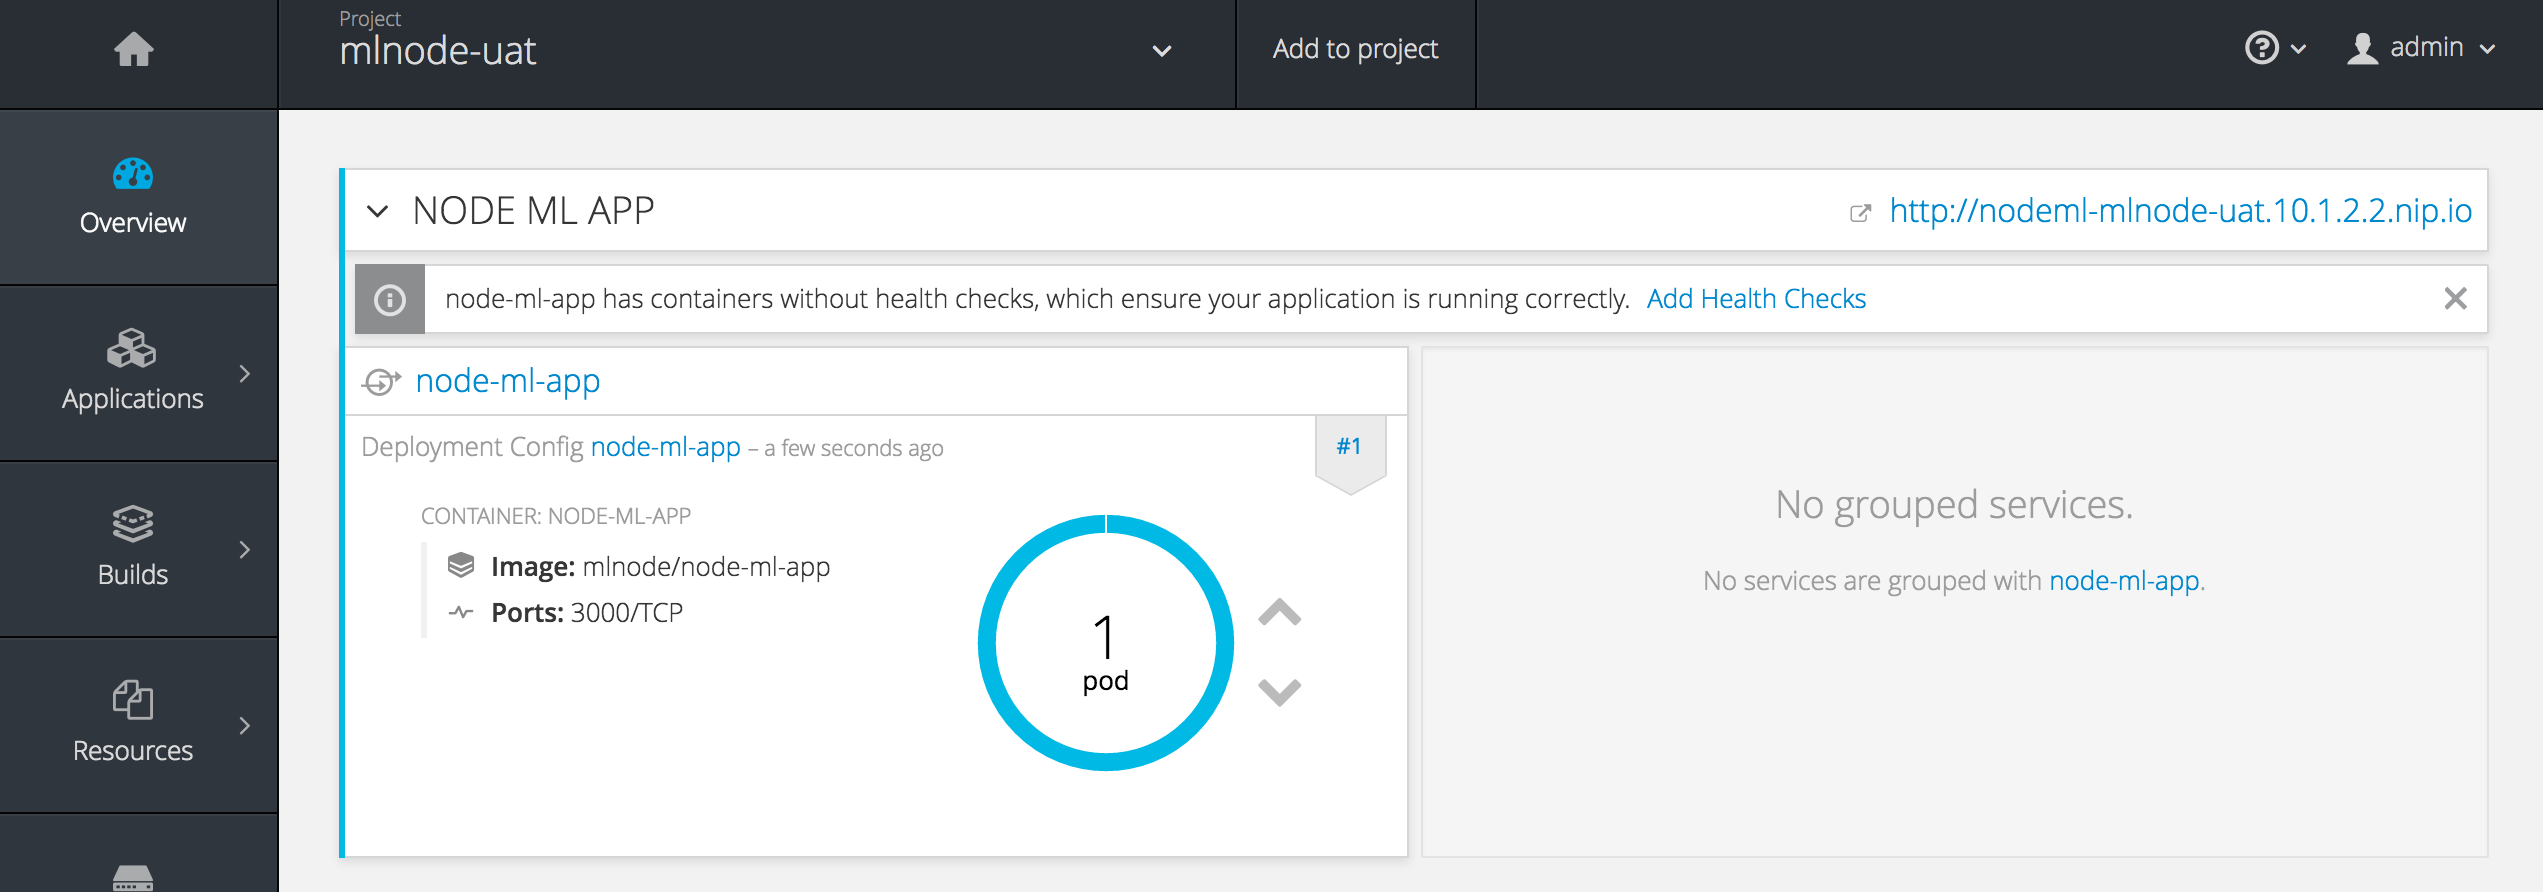 Project
mlnode-uat
Add to project
admin
Overview
Applications
Builds
Resources
NODE ML APP
http://nodeml-mlnode-uat.10.1.2.2.nip.io
node-ml-app has containers without health checks, which ensure your application is running correctly. Add Health Checks
node-ml-app
Deployment Config node-ml-app – a few seconds ago
#1
CONTAINER: NODE-ML-APP
Image: mlnode/node-ml-app
Ports: 3000/TCP
1
pod
No grouped services.
No services are grouped with node-ml-app.